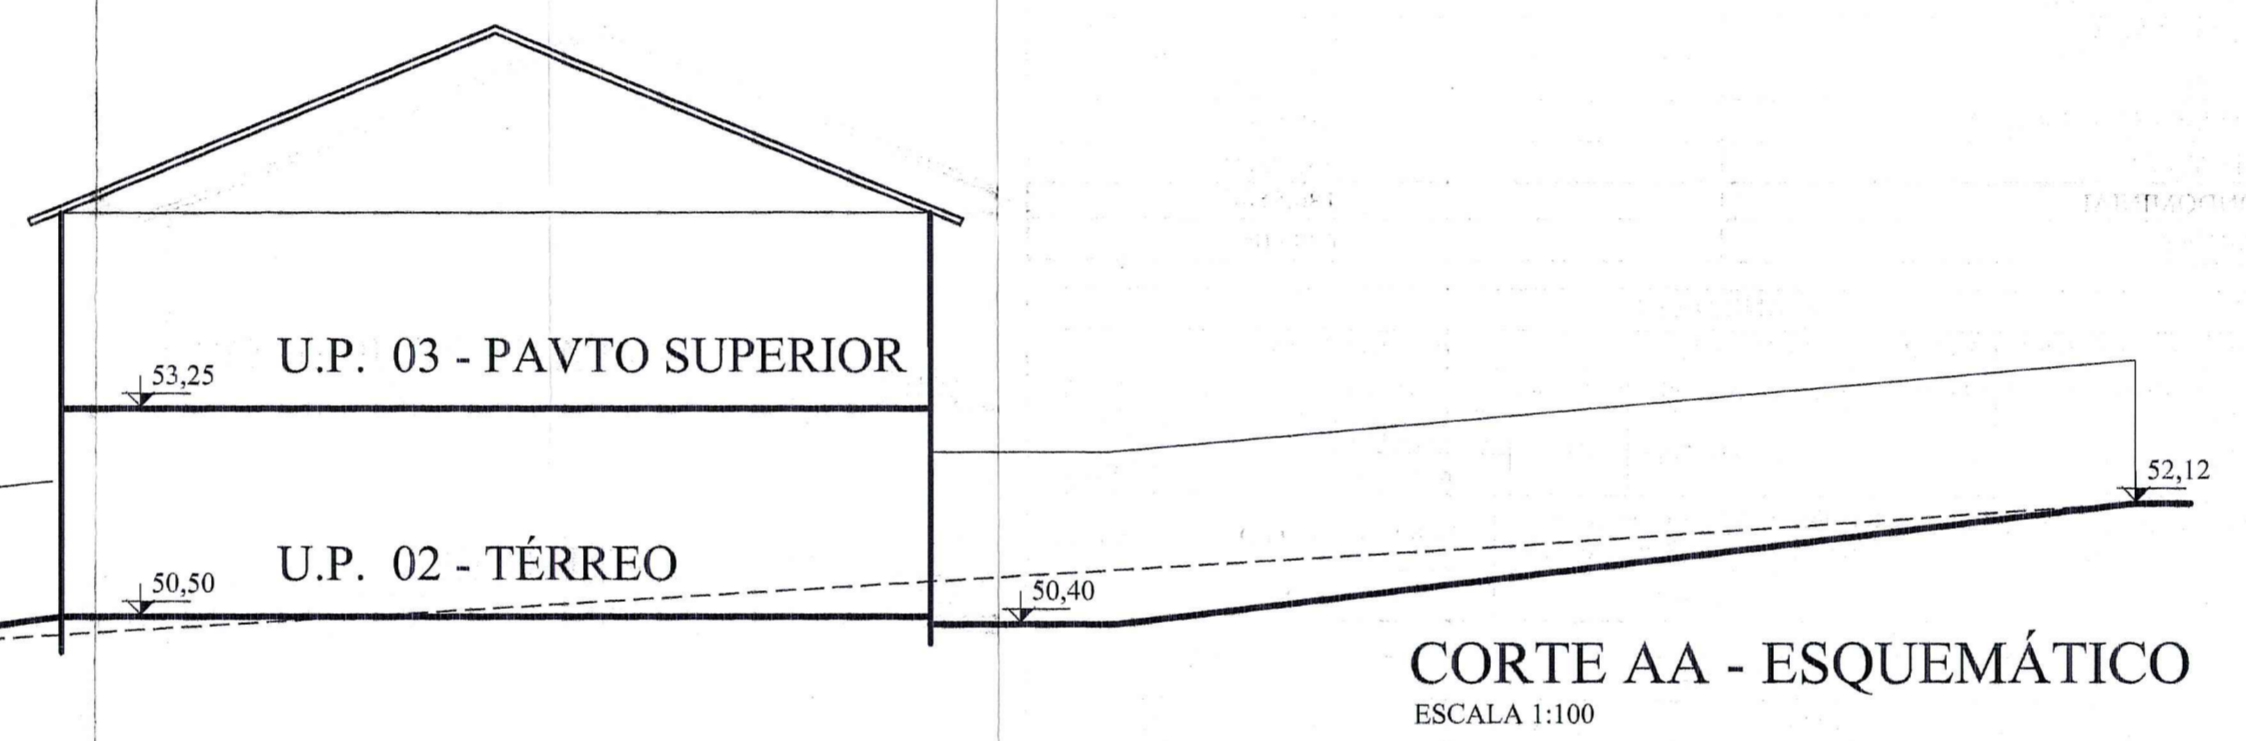 U.P. 03 - PAVTO SUPERIOR
53,25
52,12
U.P. 02 - TÉRREO
50,50
50,40
CORTE AA - ESQUEMÁTICO
ESCALA 1:100